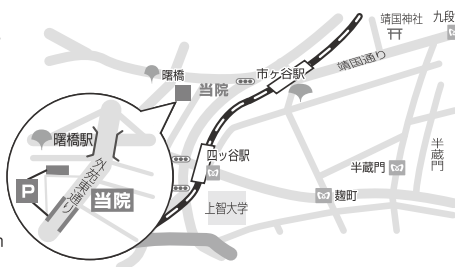 靖国神社
九段
曙橋
市ヶ谷駅
靖国通り
当院
曙橋駅
四ッ谷駅
半蔵門
半蔵門
外苑東通り
P
当院
上智大学
麹町
n